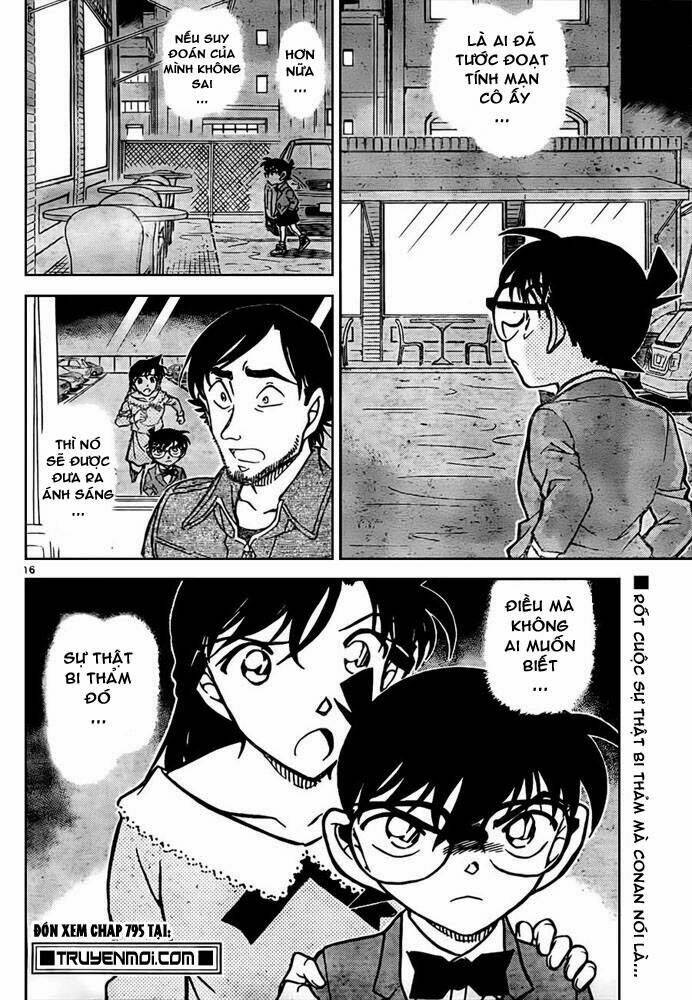 LÀ AI ĐÃ
TƯỚC ĐOẠT
TÍNH MẠN
CÔ ẤY
...
HƠN
NỮA
...
NẾU SUY
ĐOÁN CỦA
MÌNH KHÔNG
SAI
...
THÌ NÓ
SẼ ĐƯỢC
ĐƯA RA
ÁNH SÁNG
...
16
ĐIỀU MÀ
KHÔNG
AI MUỐN
BIẾT
...
SỰ THẬT
BI THẢM
ĐÓ
...
■ RỐT CUỘC SỰ THẬT BI THẢM MÀ CONAN NÓI LÀ...
ĐÓN XEM CHAP 795 TẠI:
■TRUYENMOI.COM■